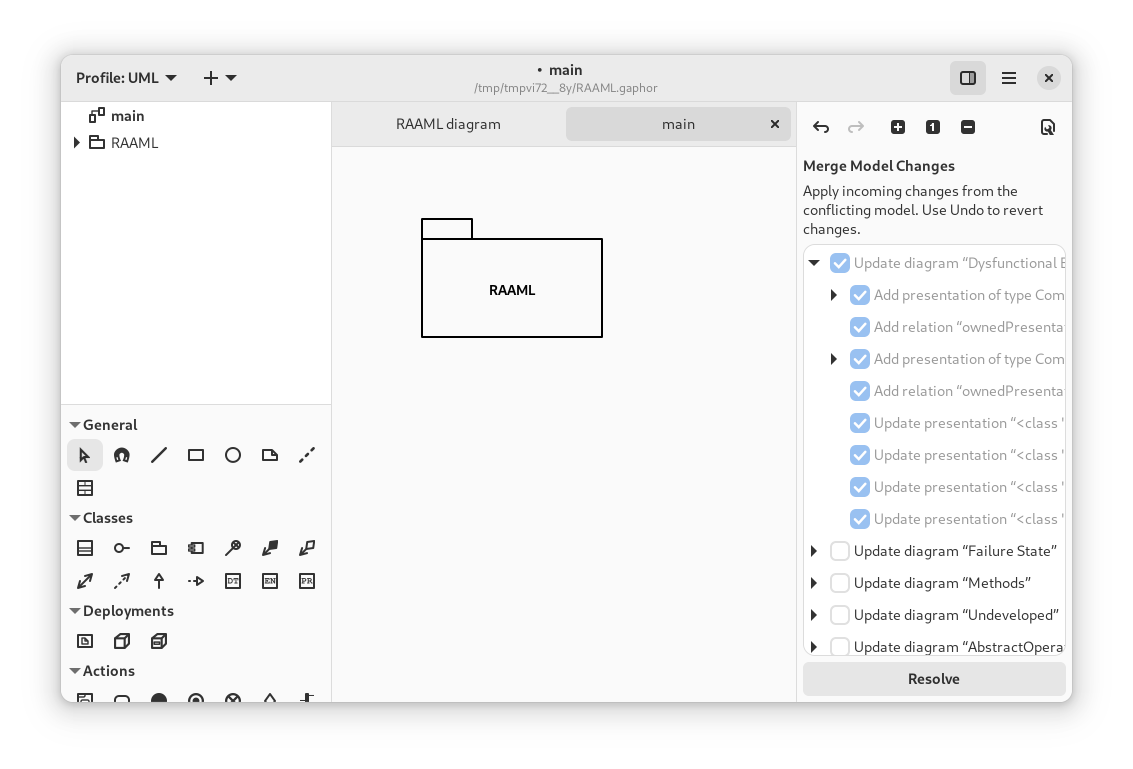 Profile: UML
• main
/tmp/tmpvi72__8y/RAAML.gaphor
main
RAAML
RAAML diagram
main
RAAML
General
Classes
DT
EN
PR
Deployments
Actions
1
Merge Model Changes
Apply incoming changes from the
conflicting model. Use Undo to revert
changes.
Update diagram “Dysfunctional E
Add presentation of type Com
Add relation “ownedPresenta
Add presentation of type Com
Add relation “ownedPresenta
Update presentation “<class '
Update presentation “<class '
Update presentation “<class '
Update presentation “<class '
Update diagram “Failure State”
Update diagram “Methods”
Update diagram “Undeveloped”
Update diagram “AbstractOpera
Resolve